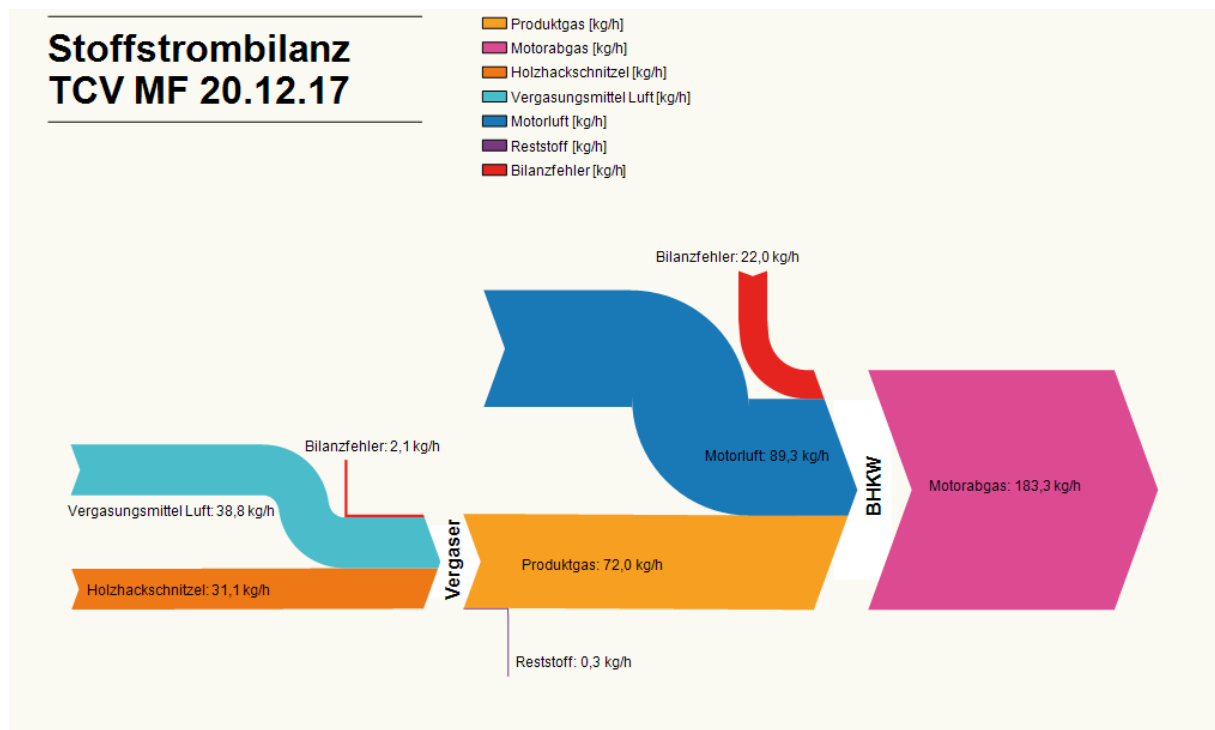 Stoffstrombilanz
TCV MF 20.12.17
Produktgas [kg/h]
Motorabgas [kg/h]
Holzhackschnitzel [kg/h]
Vergasungsmittel Luft [kg/h]
Motorluft [kg/h]
Reststoff [kg/h]
Bilanzfehler [kg/h]
Bilanzfehler: 22,0 kg/h
Bilanzfehler: 2,1 kg/h
Motorluft: 89,3 kg/h
BHKW
Motorabgas: 183,3 kg/h
Vergasungsmittel Luft: 38,8 kg/h
Vergaser
Produktgas: 72,0 kg/h
Holzhackschnitzel: 31,1 kg/h
Reststoff: 0,3 kg/h